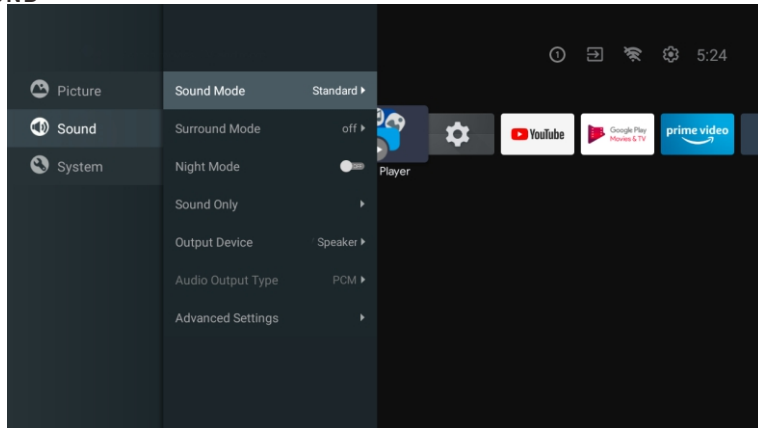 5:24
Picture
Sound
System
Sound Mode Standard
Surround Mode off
Night Mode
Sound Only
Output Device Speaker
Audio Output Type PCM
Advanced Settings
Player
YouTube
Google Play
Movies & TV
prime video